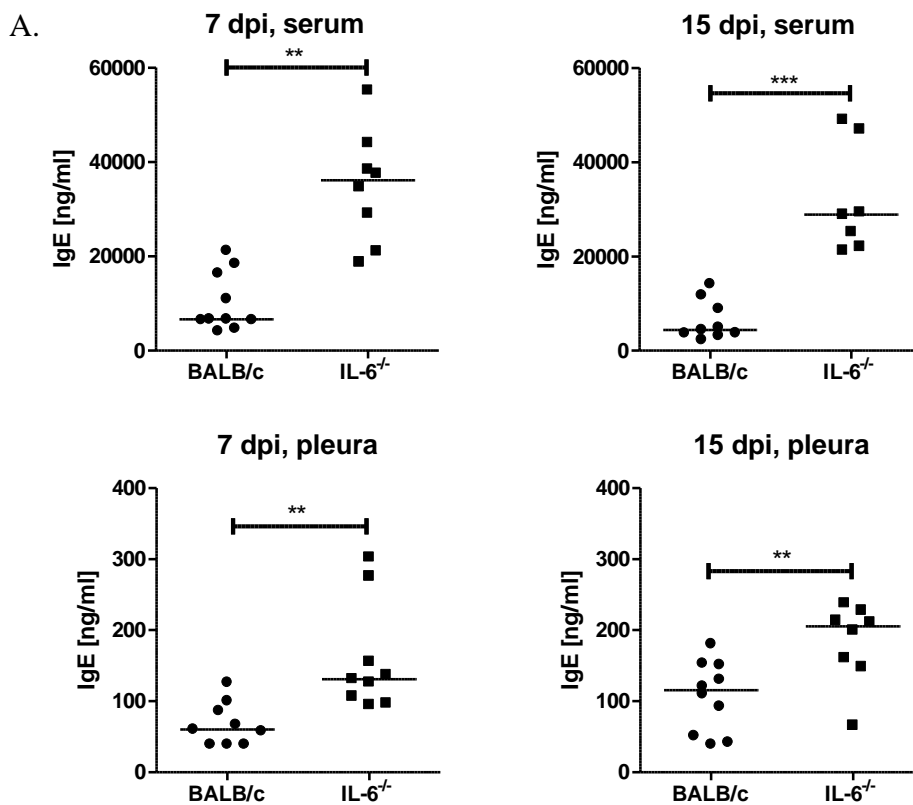 A.
7 dpi, serum
**
60000
40000
20000
0
IgE [ng/ml]
BALB/c
IL-6-/-
15 dpi, serum
***
60000
40000
20000
0
IgE [ng/ml]
BALB/c
IL-6-/-
7 dpi, pleura
**
400
300
200
100
0
IgE [ng/ml]
BALB/c
IL-6-/-
15 dpi, pleura
**
400
300
200
100
0
IgE [ng/ml]
BALB/c
IL-6-/-